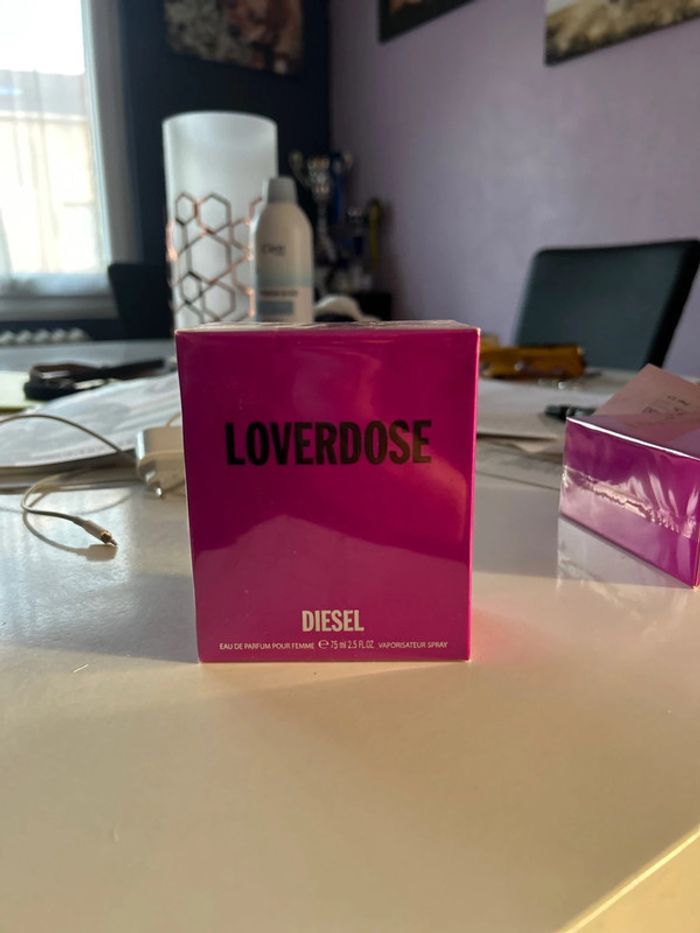 LOVERDOSE
DIESEL
EAU DE PARFUM POUR FEMME ℮ 75 ml 2.5 FL.OZ. VAPORISATEUR SPRAY